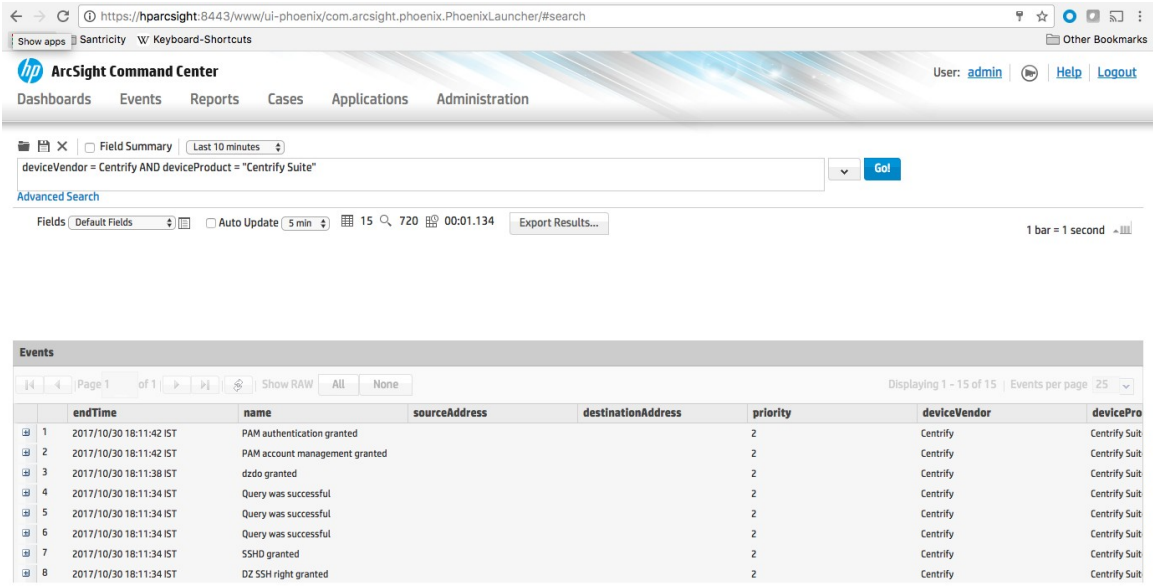 https://hparcsight:8443/www/ui-phoenix/com.arcsight.phoenix.PhoenixLauncher/#search
Show apps Santricity W Keyboard-Shortcuts Other Bookmarks
hp ArcSight Command Center User: admin Help Logout
Dashboards Events Reports Cases Applications Administration
Field Summary Last 10 minutes
deviceVendor = Centrify AND deviceProduct = "Centrify Suite" Go!
Advanced Search
Fields Default Fields Auto Update 5 min 15 720 00:01.134 Export Results... 1 bar = 1 second
Events
Page 1 of 1 Show RAW All None Displaying 1 - 15 of 15 Events per page 25
endTime name sourceAddress destinationAddress priority deviceVendor devicePro
1 2017/10/30 18:11:42 IST PAM authentication granted 2 Centrify Centrify Suit
2 2017/10/30 18:11:42 IST PAM account management granted 2 Centrify Centrify Suit
3 2017/10/30 18:11:38 IST dzdo granted 2 Centrify Centrify Suit
4 2017/10/30 18:11:34 IST Query was successful 2 Centrify Centrify Suit
5 2017/10/30 18:11:34 IST Query was successful 2 Centrify Centrify Suit
6 2017/10/30 18:11:34 IST Query was successful 2 Centrify Centrify Suit
7 2017/10/30 18:11:34 IST SSHD granted 2 Centrify Centrify Suit
8 2017/10/30 18:11:34 IST DZ SSH right granted 2 Centrify Centrify Suit